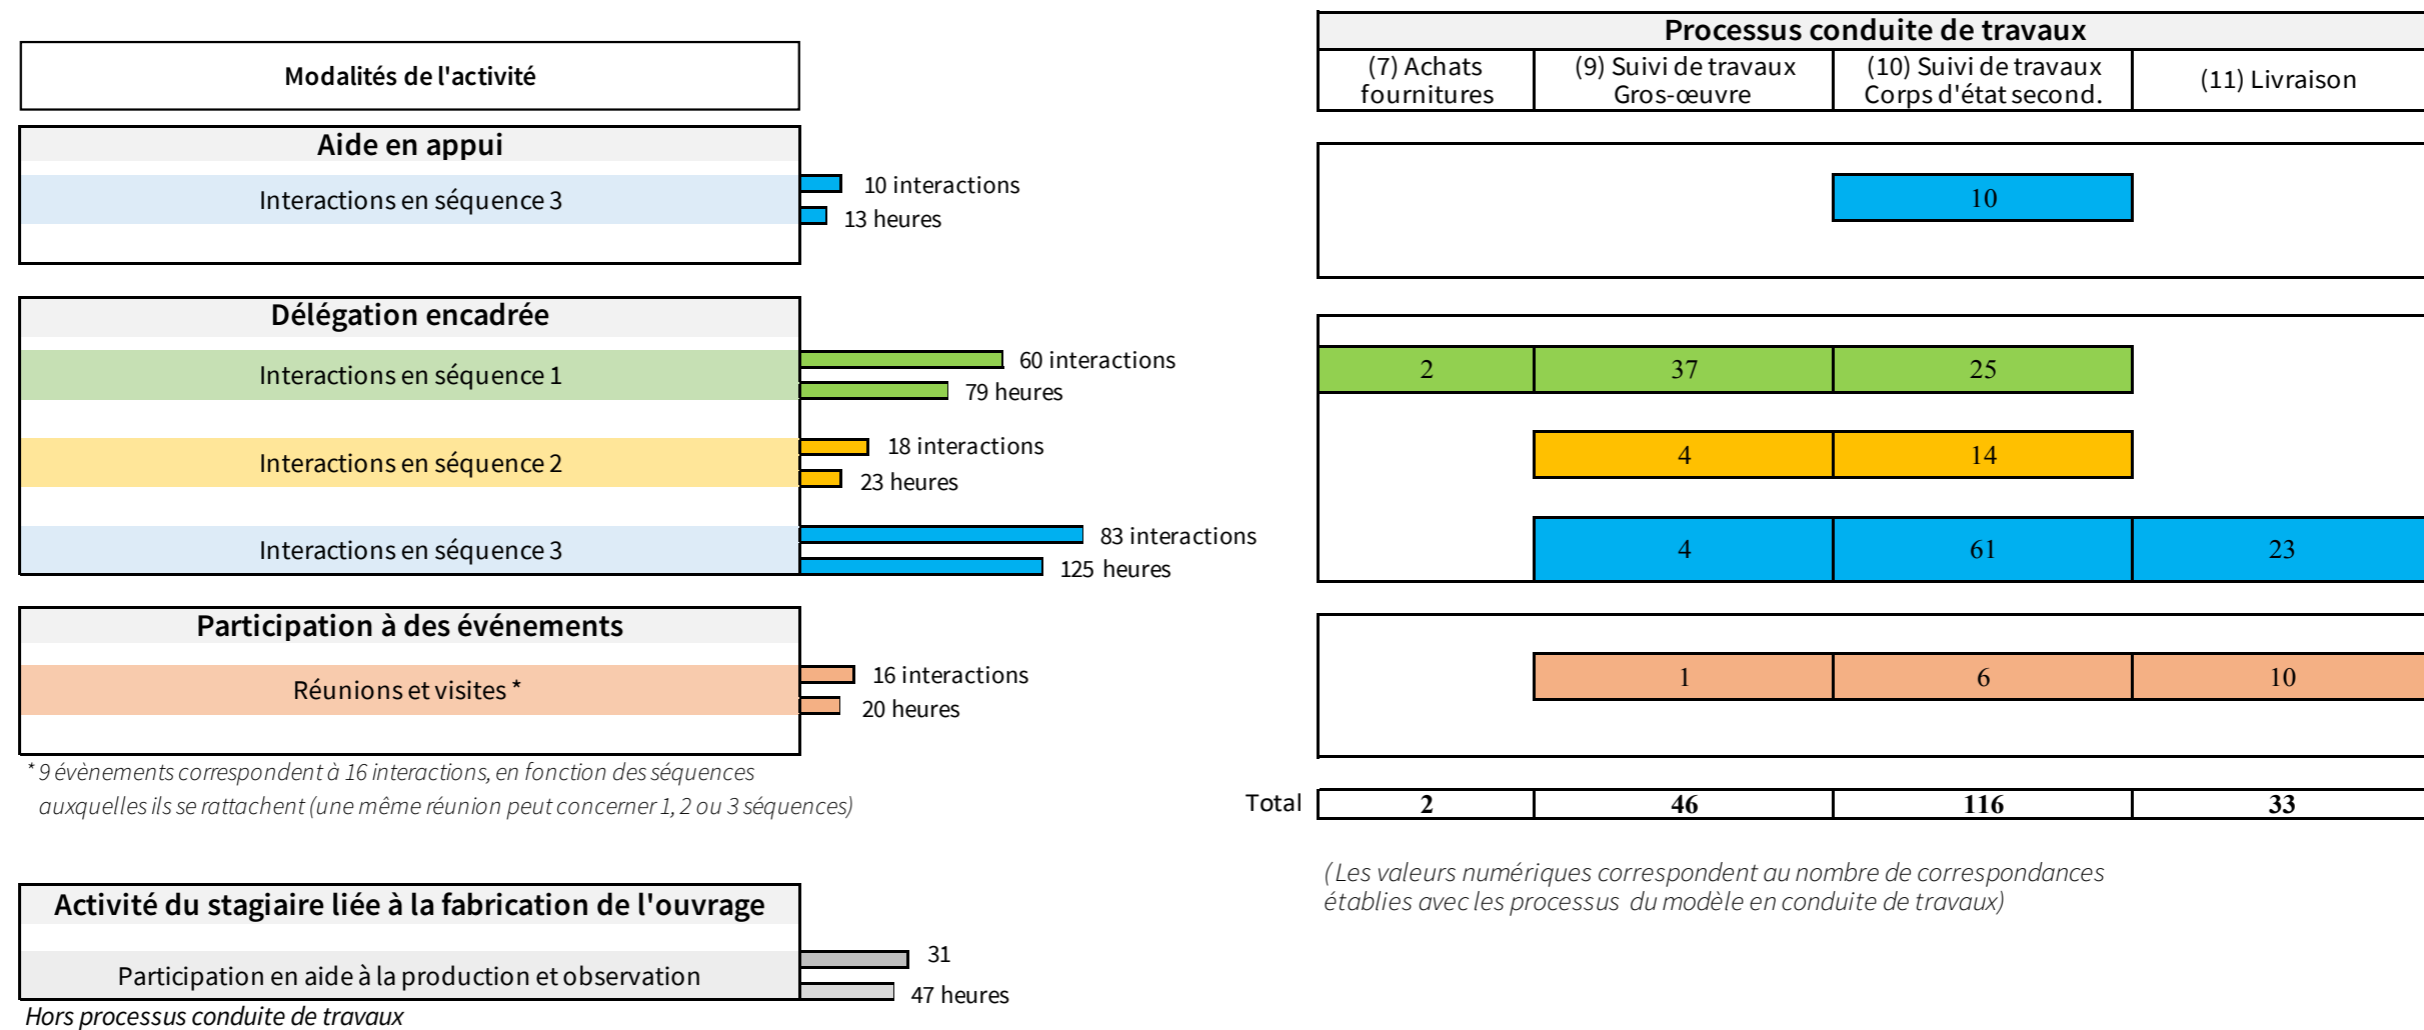 Modalités de l'activité
Processus conduite de travaux
(7) Achats
fournitures
(9) Suivi de travaux
Gros-œuvre
(10) Suivi de travaux
Corps d'état second.
(11) Livraison
Aide en appui
Interactions en séquence 3
10 interactions
13 heures
10
Délégation encadrée
Interactions en séquence 1
60 interactions
79 heures
2
37
25
Interactions en séquence 2
18 interactions
23 heures
4
14
Interactions en séquence 3
83 interactions
125 heures
4
61
23
Participation à des événements
Réunions et visites *
16 interactions
20 heures
1
6
10
* 9 évènements correspondent à 16 interactions, en fonction des séquences
auxquelles ils se rattachent (une même réunion peut concerner 1, 2 ou 3 séquences)
Total
2
46
116
33
(Les valeurs numériques correspondent au nombre de correspondances
établies avec les processus du modèle en conduite de travaux)
Activité du stagiaire liée à la fabrication de l'ouvrage
Participation en aide à la production et observation
31
47 heures
Hors processus conduite de travaux